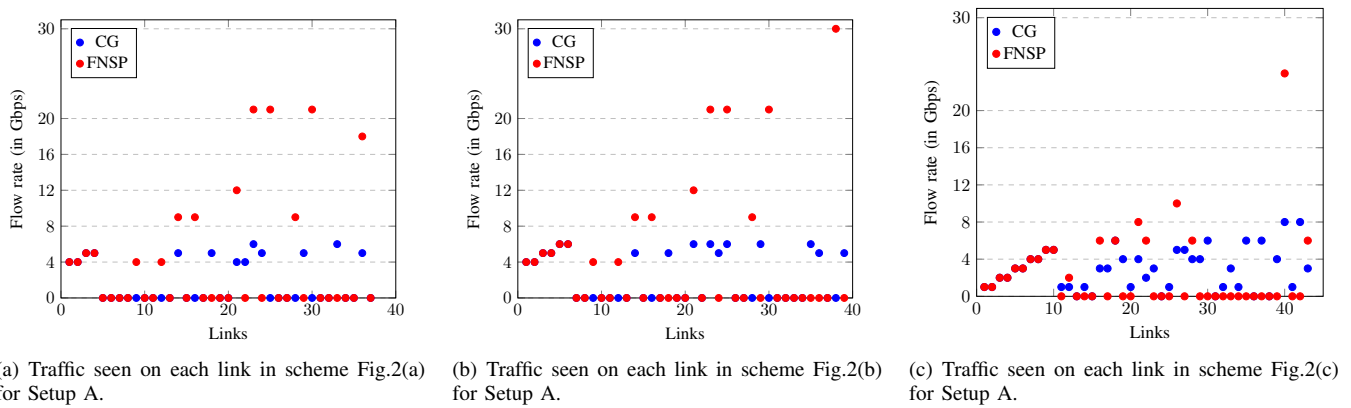 30
20
16
12
8
4
0
0
10
20
30
40
Links
Flow rate (in Gbps)
CG
FNSP
(a) Traffic seen on each link in scheme Fig.2(a)
for Setup A.
30
20
16
12
8
4
0
0
10
20
30
40
Links
Flow rate (in Gbps)
CG
FNSP
(b) Traffic seen on each link in scheme Fig.2(b)
for Setup A.
30
20
16
12
8
4
0
0
10
20
30
40
Links
Flow rate (in Gbps)
CG
FNSP
(c) Traffic seen on each link in scheme Fig.2(c)
for Setup A.